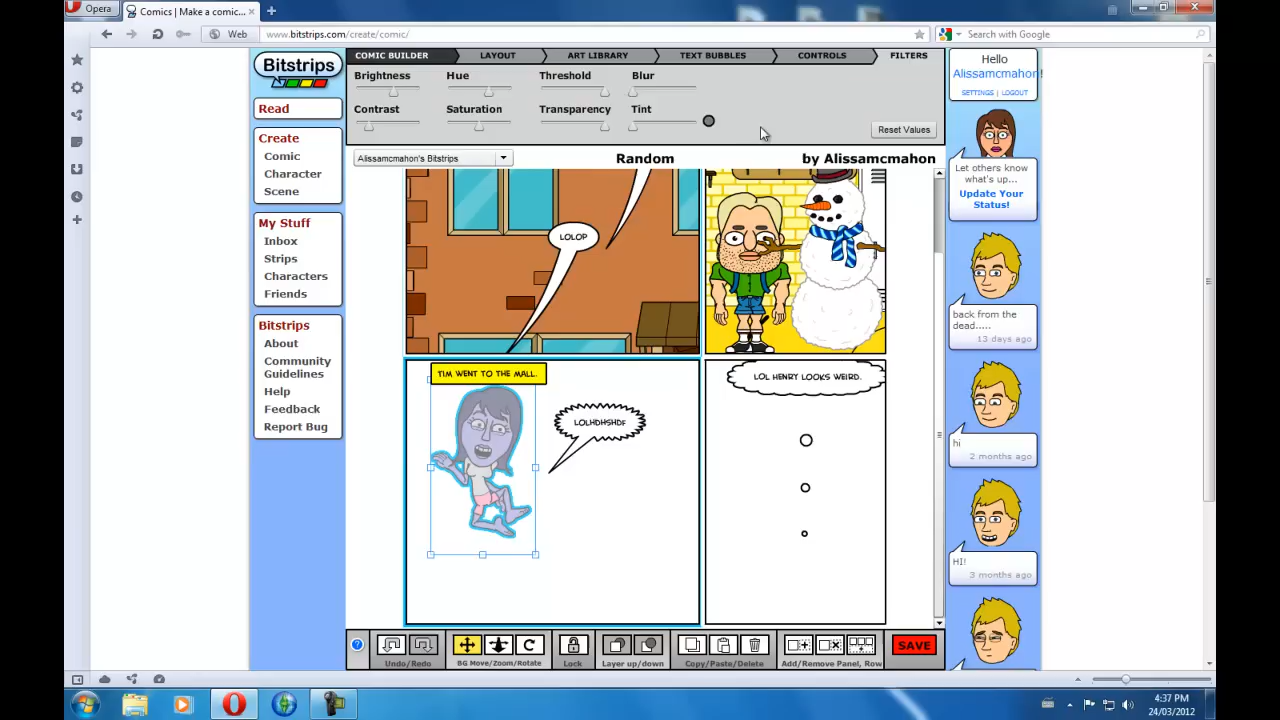 Opera
Comics | Make a comic...
Web
www.bitstrips.com/create/comic/
Search with Google
Bitstrips
Read
Create
Comic
Character
Scene
My Stuff
Inbox
Strips
Characters
Friends
Bitstrips
About
Community
Guidelines
Help
Feedback
Report Bug
COMIC BUILDER
LAYOUT
ART LIBRARY
TEXT BUBBLES
CONTROLS
FILTERS
Brightness
Hue
Threshold
Blur
Contrast
Saturation
Transparency
Tint
Reset Values
Alissamcmahon's Bitstrips
Random
by Alissamcmahon
LOLOP
TIM WENT TO THE MALL.
LOLHDHSHDF
LOL HENRY LOOKS WEIRD.
Undo/Redo
BG Move/Zoom/Rotate
Lock
Layer up/down
Copy/Paste/Delete
Add/Remove Panel, Row
SAVE
Hello
Alissamcmahon!
SETTINGS | LOGOUT
Let others know
what's up...
Update Your
Status!
back from the
dead.....
13 days ago
hi
2 months ago
HI!
3 months ago
4:37 PM
24/03/2012